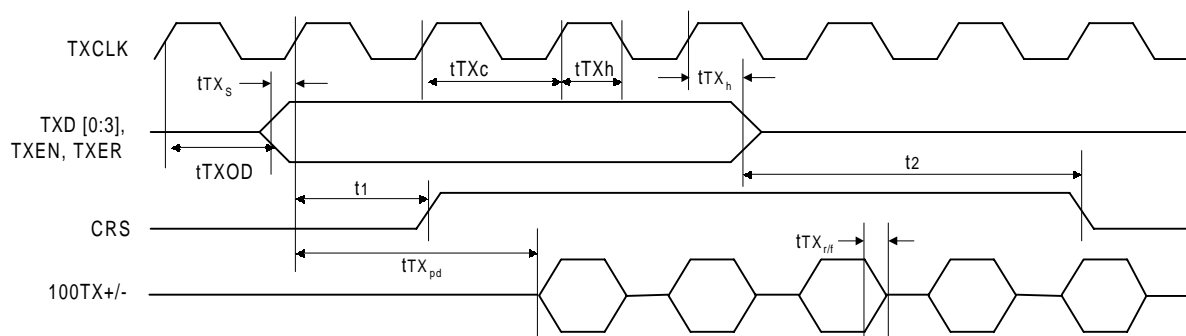 TXCLK
tTXc
tTXh
tTXh
tTXs
TXD [0:3],
TXEN, TXER
tTXOD
t1
t2
CRS
tTXr/f
tTXpd
100TX+/-